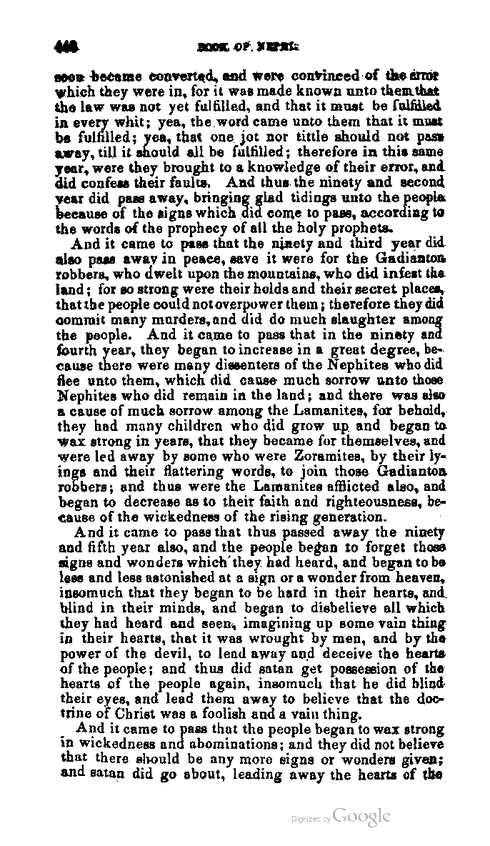 448 BOOK OF NEPHI.
soon became converted, and were convinced of the error
which they were in, for it was made known unto them that
the law was not yet fulfilled, and that it must be fulfilled
in every whit; yea, the word came unto them that it must
be fulfilled; yea, that one jot nor tittle should not pass
away, till it should all be fulfilled; therefore in this same
year, were they brought to a knowledge of their error, and
did confess their faults. And thus the ninety and second
year did pass away, bringing glad tidings unto the people
because of the signs which did come to pass, according to
the words of the prophecy of all the holy prophets.
And it came to pass that the ninety and third year did
also pass away in peace, save it were for the Gadianton
robbers, who dwelt upon the mountains, who did infest the
land; for so strong were their holds and their secret places,
that the people could not overpower them; therefore they did
commit many murders, and did do much slaughter among
the people. And it came to pass that in the ninety and
fourth year, they began to increase in a great degree, be-
cause there were many dissenters of the Nephites who did
flee unto them, which did cause much sorrow unto those
Nephites who did remain in the land; and there was also
a cause of much sorrow among the Lamanites, for behold,
they had many children who did grow up and began to
wax strong in years, that they became for themselves, and
were led away by some who were Zoramites, by their ly-
ings and their flattering words, to join those Gadianton
robbers; and thus were the Lamanites afflicted also, and
began to decrease as to their faith and righteousness, be-
cause of the wickedness of the rising generation.
And it came to pass that thus passed away the ninety
and fifth year also, and the people began to forget those
signs and wonders which they had heard, and began to be
less and less astonished at a sign or a wonder from heaven,
insomuch that they began to be hard in their hearts, and
blind in their minds, and began to disbelieve all which
they had heard and seen, imagining up some vain thing
in their hearts, that it was wrought by men, and by the
power of the devil, to lead away and deceive the hearts
of the people; and thus did satan get possession of the
hearts of the people again, insomuch that he did blind
their eyes, and lead them away to believe that the doc-
trine of Christ was a foolish and a vain thing.
And it came to pass that the people began to wax strong
in wickedness and abominations; and they did not believe
that there should be any more signs or wonders given;
and satan did go about, leading away the hearts of the
Digitized by Google